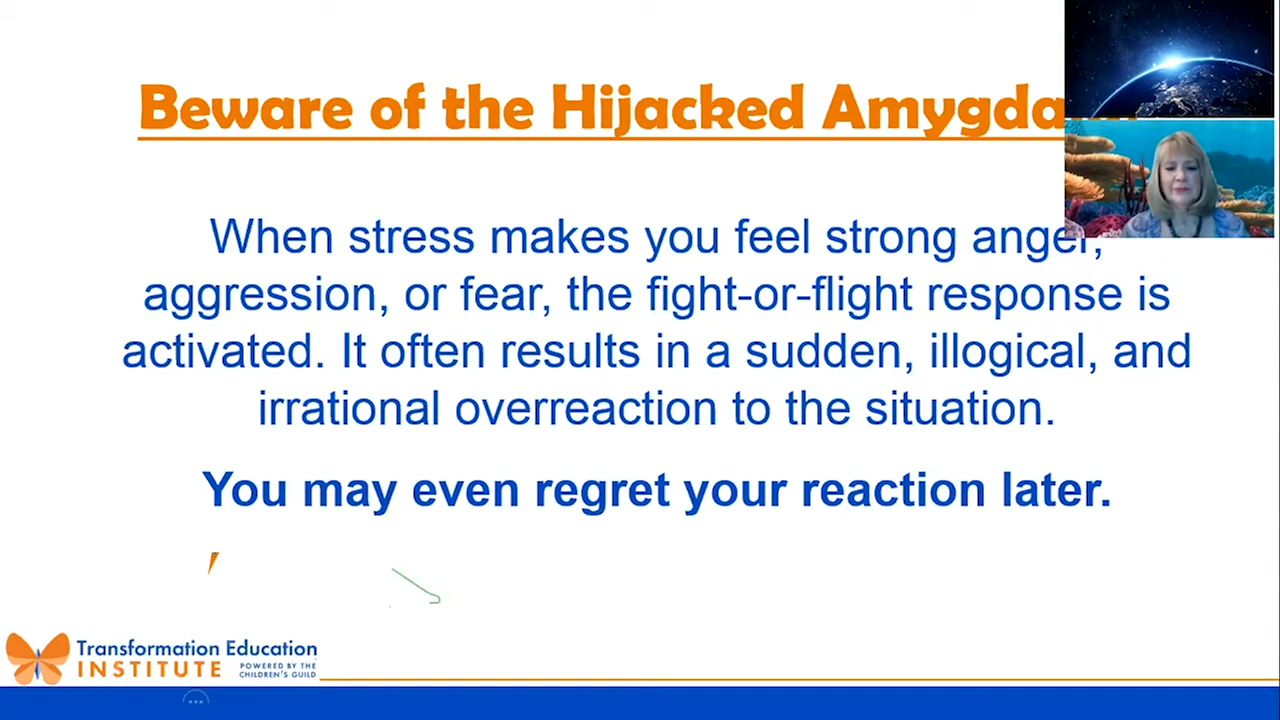 Beware of the Hijacked
When stress makes you feel strong anger,
aggression, or fear, the fight-or-flight response is
activated. It often results in a sudden, illogical, and
irrational overreaction to the situation.
You may even regret your reaction later.
Transformation Education
INSTITUTE
POWERED BY THE
CHILDREN'S GUILD